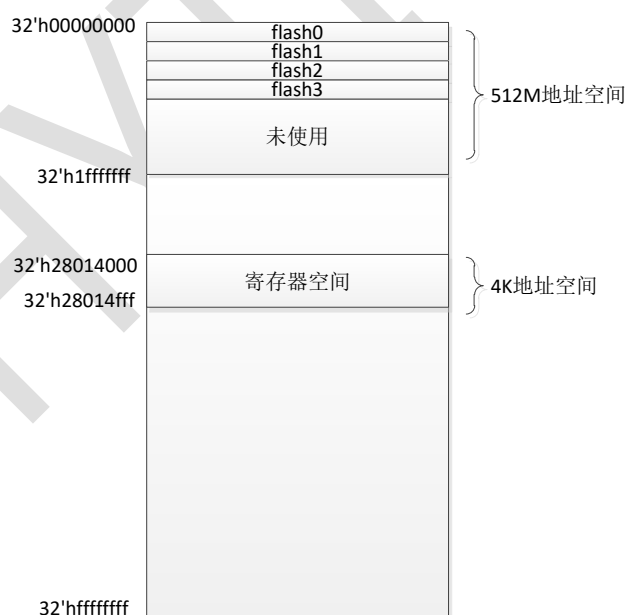 32'h00000000
flash0
flash1
flash2
flash3
512M地址空间
未使用
32'h1fffffff
32'h28014000
寄存器空间
4K地址空间
32'h28014fff
32'hffffffff